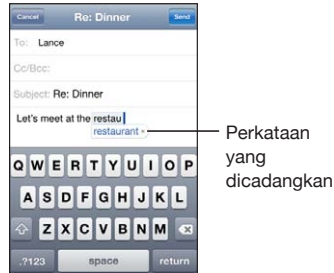 Cancel Re: Dinner Send
To: Lance
Cc/Bcc:
Subject: Re: Dinner
Let's meet at the restau
restaurant ×
Perkataan
yang
dicadangkan
Q W E R T Y U I O P
A S D F G H J K L
Z X C V B N M
.?123 space return